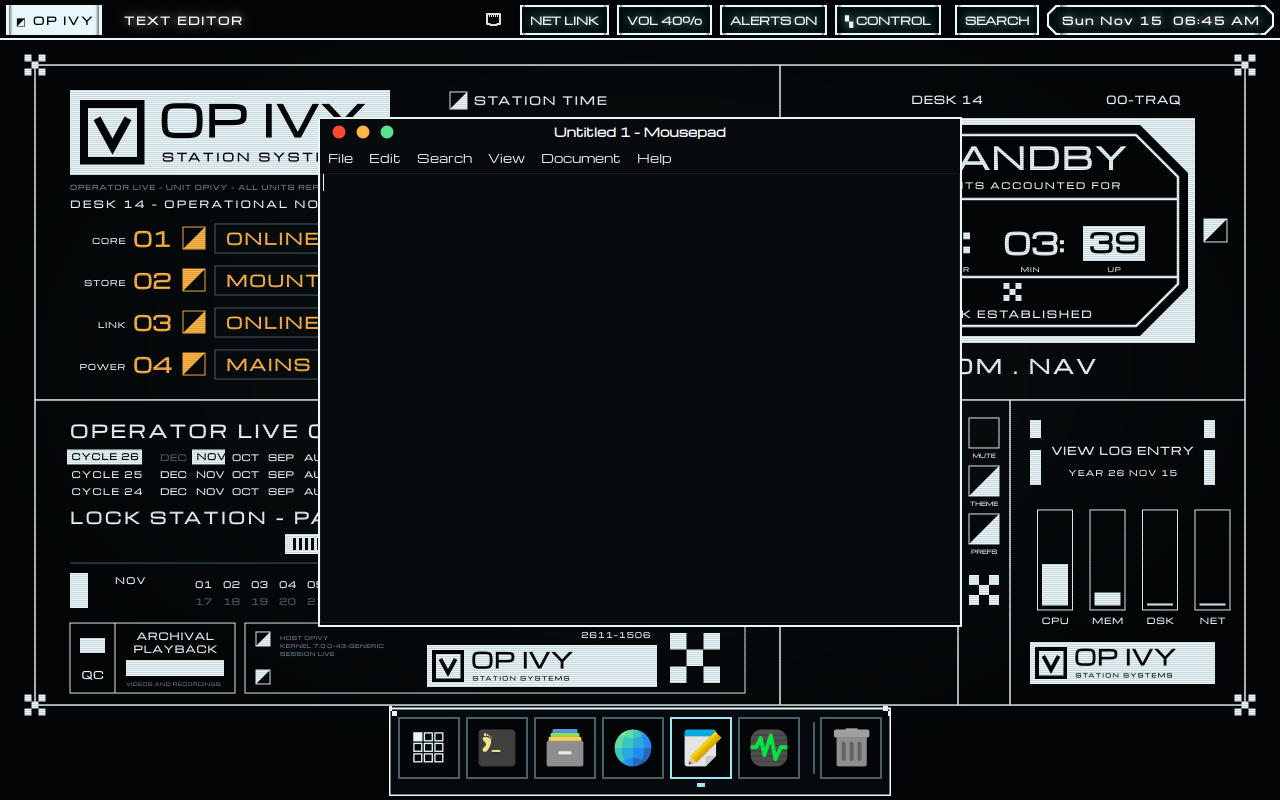 OP IVY
TEXT EDITOR
NET LINK
VOL 40%
ALERTS ON
CONTROL
SEARCH
Sun Nov 15 06:45 AM
OP IVY
STATION SYSTI
STATION TIME
DESK 14
00-TRAQ
Untitled 1 - Mousepad
File Edit Search View Document Help
OPERATOR LIVE - UNIT OPIVY - ALL UNITS REP
DESK 14 - OPERATIONAL NO
CORE 01 ONLINE
STORE 02 MOUNT
LINK 03 ONLINE
POWER 04 MAINS
ANDBY
TS ACCOUNTED FOR
03: 39
R MIN UP
K ESTABLISHED
OM . NAV
OPERATOR LIVE
CYCLE 26 DEC NOV OCT SEP
CYCLE 25 DEC NOV OCT SEP
CYCLE 24 DEC NOV OCT SEP
LOCK STATION - PA
NOV 01 02 03 04
17 18 19 20
QC
ARCHIVAL
PLAYBACK
VIDEOS AND RECORDINGS
HOST OPIVY
KERNEL 7.0.0-43-GENERIC
SESSION LIVE
2611-1506
OP IVY
STATION SYSTEMS
MUTE
THEME
PREFS
VIEW LOG ENTRY
YEAR 26 NOV 15
CPU MEM DSK NET
OP IVY
STATION SYSTEMS